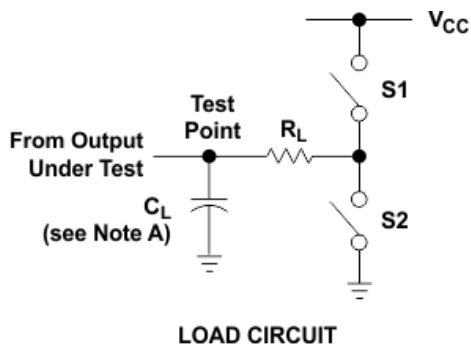 VCC
S1
Test
Point
RL
From Output
Under Test
CL
(see Note A)
S2
LOAD CIRCUIT